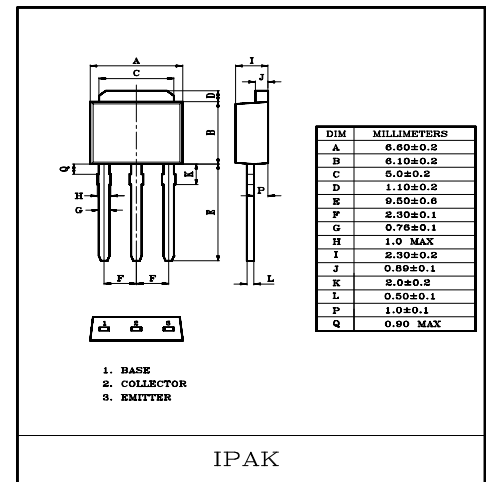 A
C
I
J
D
B
Q
K
H
G
P
E
F F
L
DIM MILLIMETERS
A 6.60±0.2
B 6.10±0.2
C 5.0±0.2
D 1.10±0.2
E 9.50±0.6
F 2.30±0.1
G 0.76±0.1
H 1.0 MAX
I 2.30±0.2
J 0.89±0.1
K 2.0±0.2
L 0.50±0.1
P 1.0±0.1
Q 0.90 MAX
1 2 3
1. BASE
2. COLLECTOR
3. EMITTER
IPAK